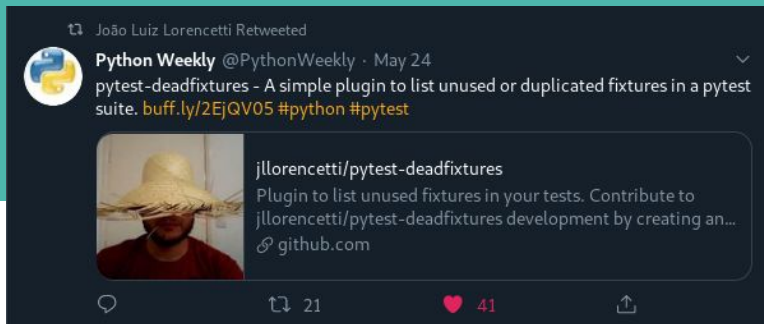 João Luiz Lorencetti Retweeted
Python Weekly @PythonWeekly · May 24
pytest-deadfixtures - A simple plugin to list unused or duplicated fixtures in a pytest
suite. buff.ly/2EjQV05 #python #pytest
jllorencetti/pytest-deadfixtures
Plugin to list unused fixtures in your tests. Contribute to
jllorencetti/pytest-deadfixtures development by creating an...
github.com
21 41